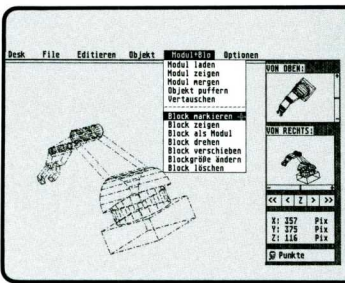 Desk File Editieren Objekt Modul+Blo Optionen
Modul laden
Modul zeigen
Modul mergen
Objekt puffern
Vertauschen
Block markieren
Block zeigen
Block als Modul
Block drehen
Block verschieben
Blockgröße ändern
Block löschen
VON OBEN:
VON RECHTS:
<< < Z > >>
X: 357 Pix
Y: 375 Pix
Z: 116 Pix
Punkte